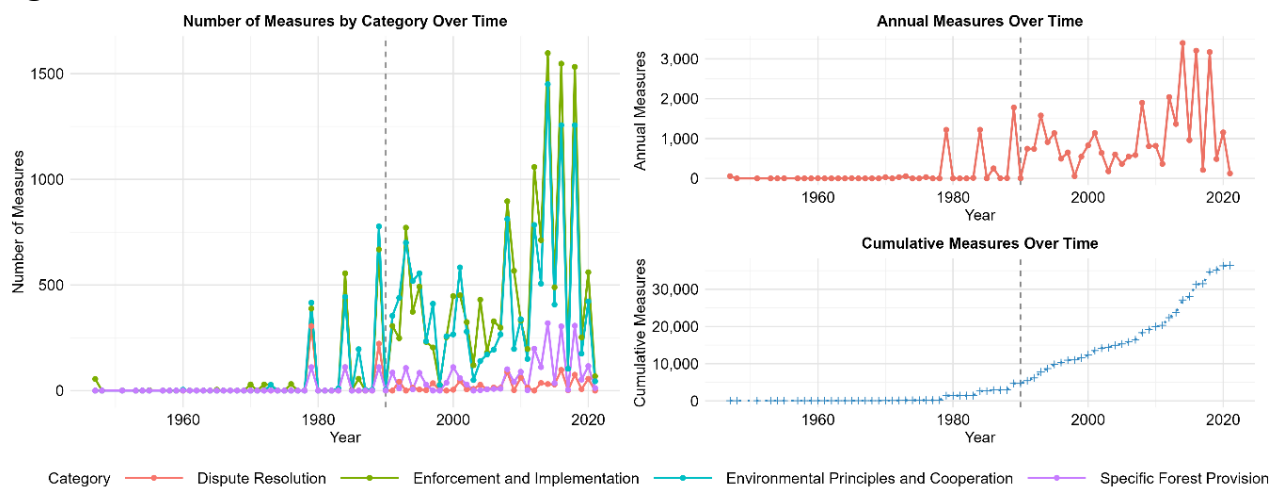 Number of Measures by Category Over Time
Number of Measures
1500
1000
500
0
1960
1980
2000
2020
Year
Annual Measures Over Time
Annual Measures
3,000
2,000
1,000
0
1960
1980
2000
2020
Year
Cumulative Measures Over Time
Cumulative Measures
30,000
20,000
10,000
0
1960
1980
2000
2020
Year
Category Dispute Resolution Enforcement and Implementation Environmental Principles and Cooperation Specific Forest Provision